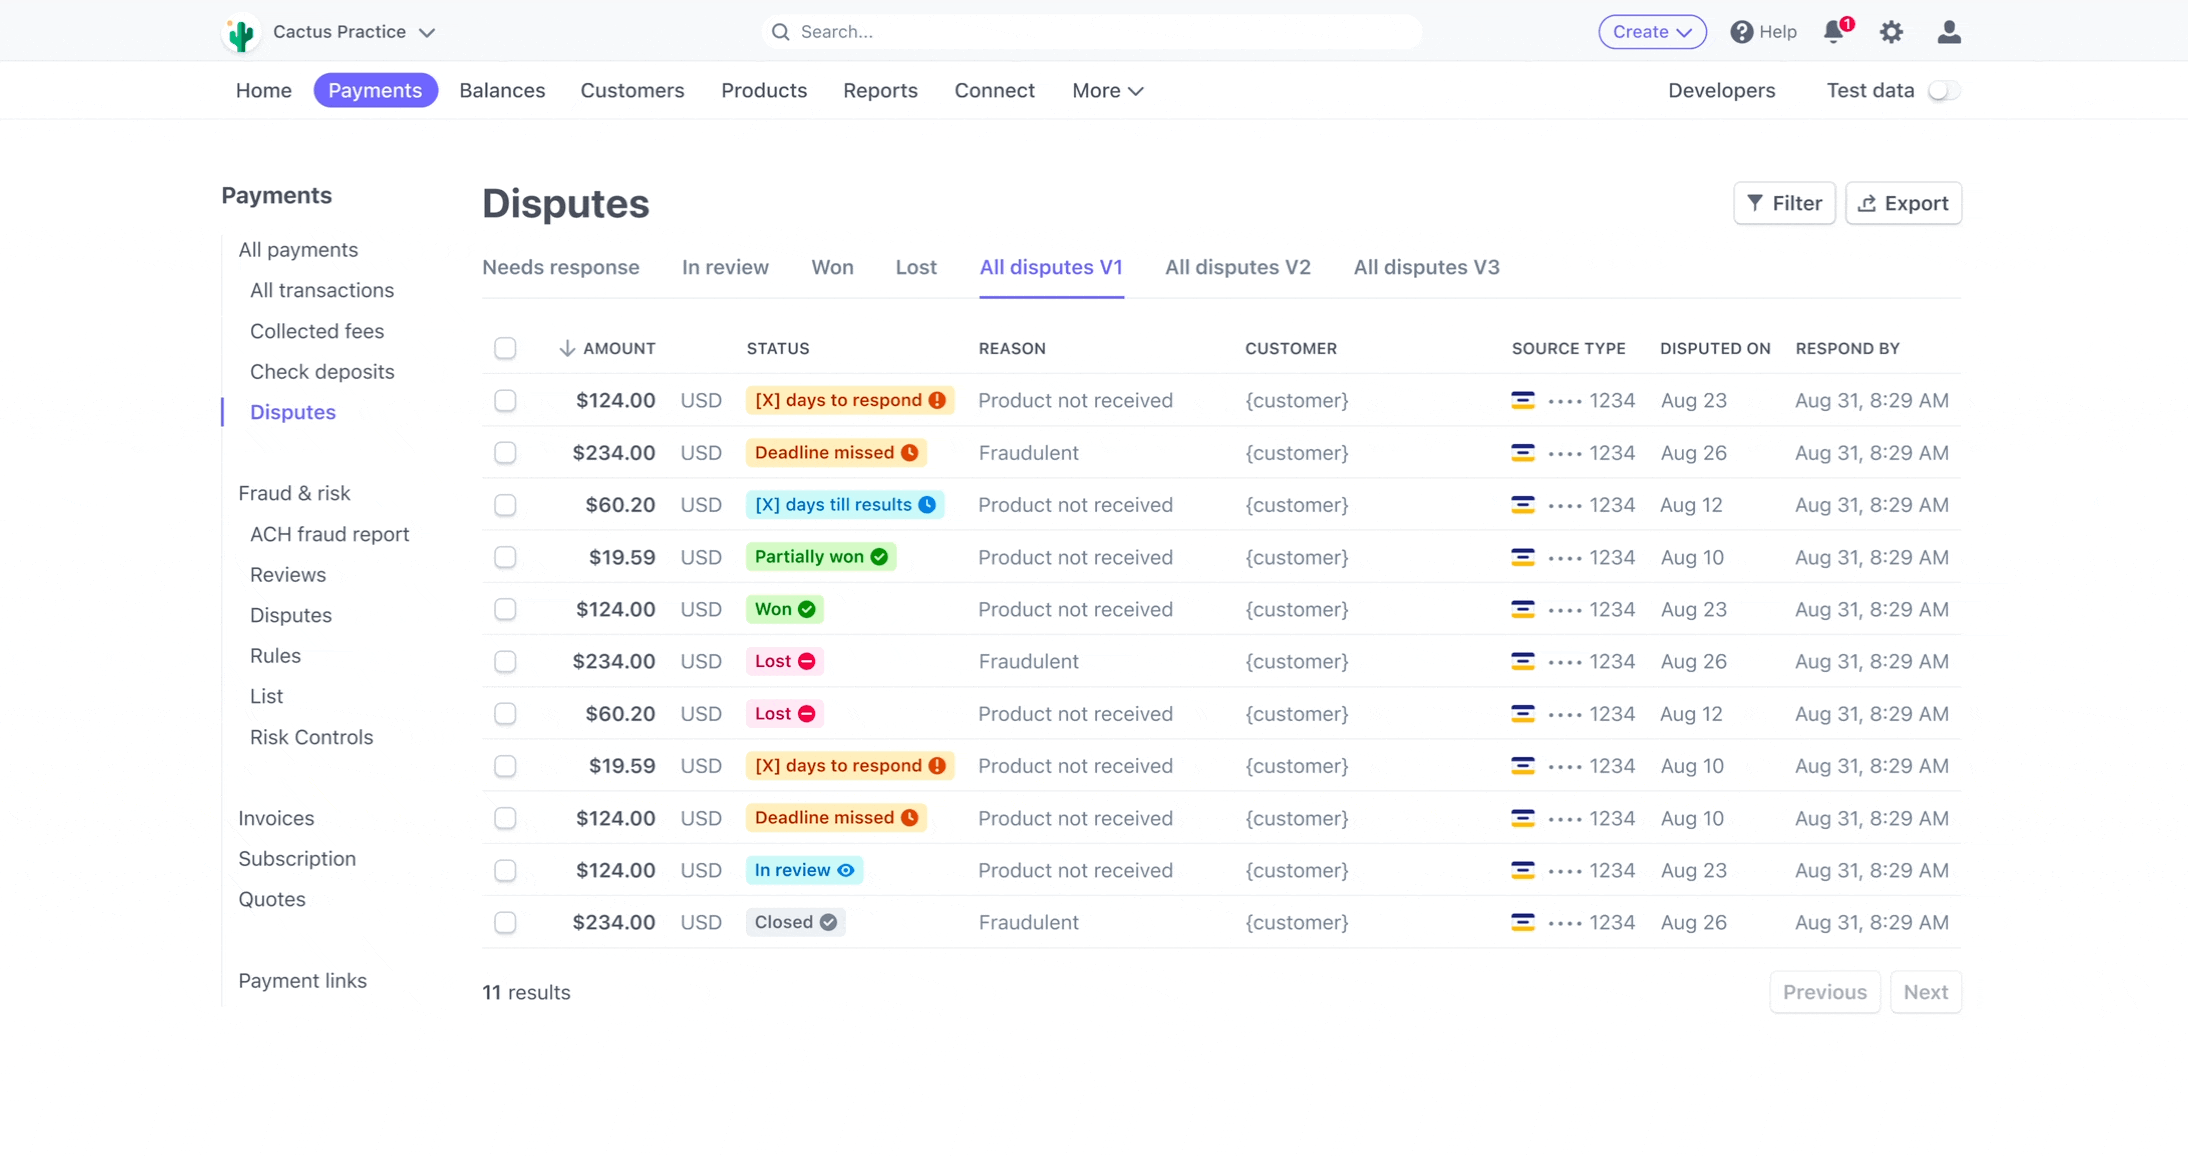 Cactus Practice
Search...
Create
Help
1
Home
Payments
Balances
Customers
Products
Reports
Connect
More
Developers
Test data
Payments
All payments
All transactions
Collected fees
Check deposits
Disputes
Fraud & risk
ACH fraud report
Reviews
Disputes
Rules
List
Risk Controls
Invoices
Subscription
Quotes
Payment links
Disputes
Filter
Export
Needs response
In review
Won
Lost
All disputes V1
All disputes V2
All disputes V3
AMOUNT STATUS REASON CUSTOMER SOURCE TYPE DISPUTED ON RESPOND BY
$124.00 USD [X] days to respond Product not received {customer} •••• 1234 Aug 23 Aug 31, 8:29 AM
$234.00 USD Deadline missed Fraudulent {customer} •••• 1234 Aug 26 Aug 31, 8:29 AM
$60.20 USD [X] days till results Product not received {customer} •••• 1234 Aug 12 Aug 31, 8:29 AM
$19.59 USD Partially won Product not received {customer} •••• 1234 Aug 10 Aug 31, 8:29 AM
$124.00 USD Won Product not received {customer} •••• 1234 Aug 23 Aug 31, 8:29 AM
$234.00 USD Lost Fraudulent {customer} •••• 1234 Aug 26 Aug 31, 8:29 AM
$60.20 USD Lost Product not received {customer} •••• 1234 Aug 12 Aug 31, 8:29 AM
$19.59 USD [X] days to respond Product not received {customer} •••• 1234 Aug 10 Aug 31, 8:29 AM
$124.00 USD Deadline missed Product not received {customer} •••• 1234 Aug 10 Aug 31, 8:29 AM
$124.00 USD In review Product not received {customer} •••• 1234 Aug 23 Aug 31, 8:29 AM
$234.00 USD Closed Fraudulent {customer} •••• 1234 Aug 26 Aug 31, 8:29 AM
11 results
Previous
Next